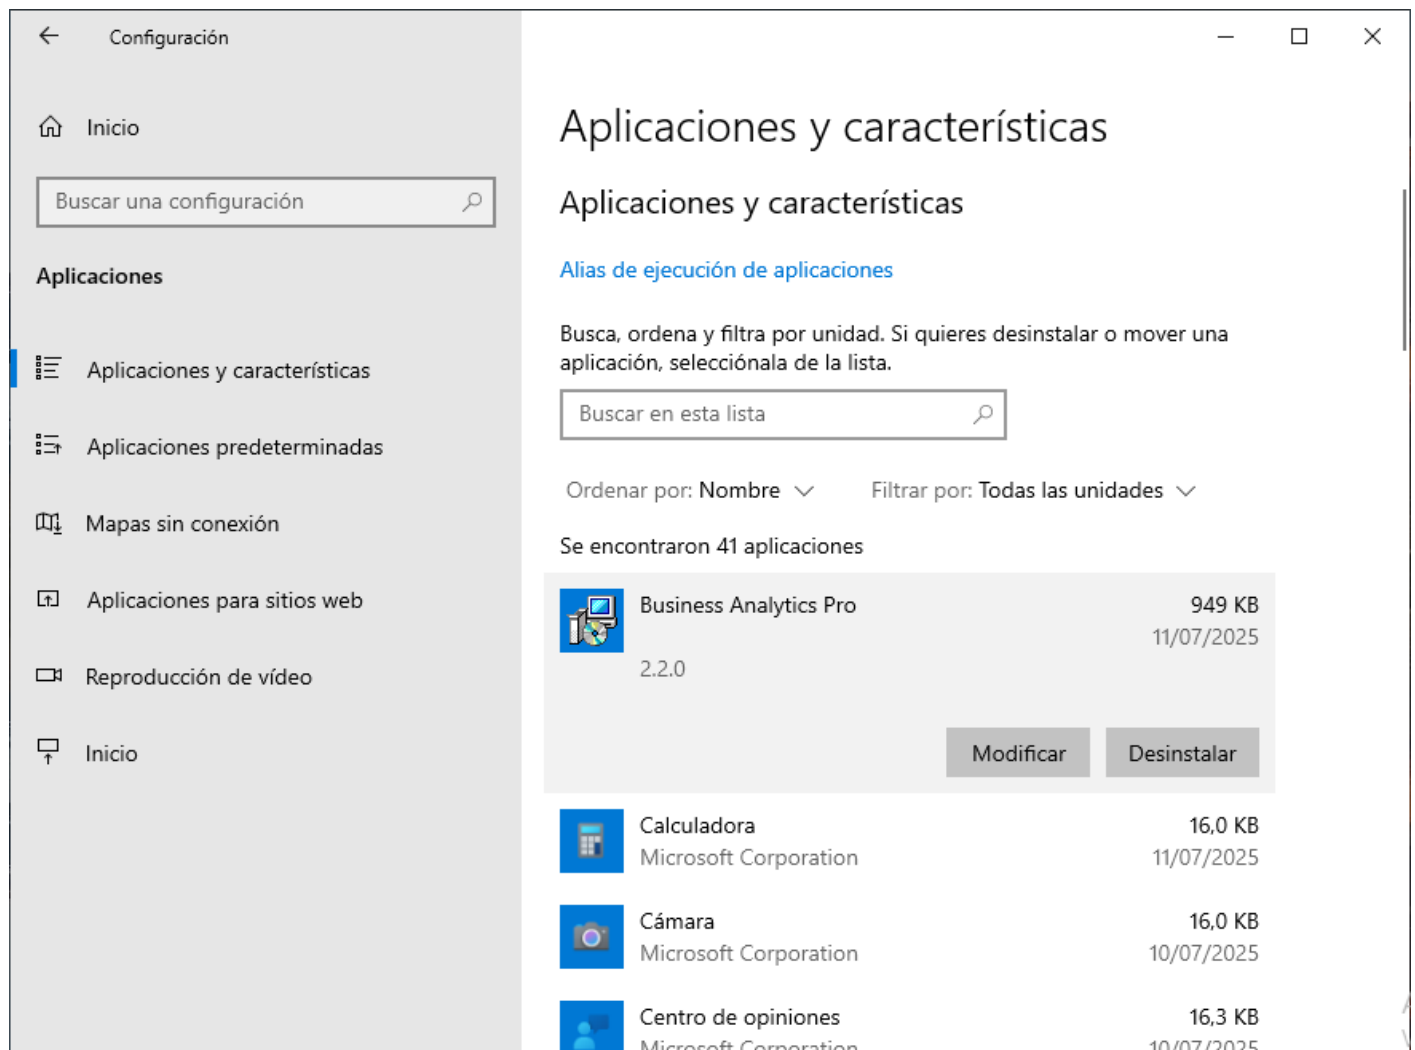 Configuración
Inicio
Buscar una configuración
Aplicaciones
Aplicaciones y características
Aplicaciones predeterminadas
Mapas sin conexión
Aplicaciones para sitios web
Reproducción de vídeo
Inicio
Aplicaciones y características
Aplicaciones y características
Alias de ejecución de aplicaciones
Busca, ordena y filtra por unidad. Si quieres desinstalar o mover una
aplicación, selecciónala de la lista.
Buscar en esta lista
Ordenar por: Nombre
Filtrar por: Todas las unidades
Se encontraron 41 aplicaciones
Business Analytics Pro
949 KB
11/07/2025
2.2.0
Modificar
Desinstalar
Calculadora
16,0 KB
Microsoft Corporation
11/07/2025
Cámara
16,0 KB
Microsoft Corporation
10/07/2025
Centro de opiniones
16,3 KB
Microsoft Corporation
10/07/2025